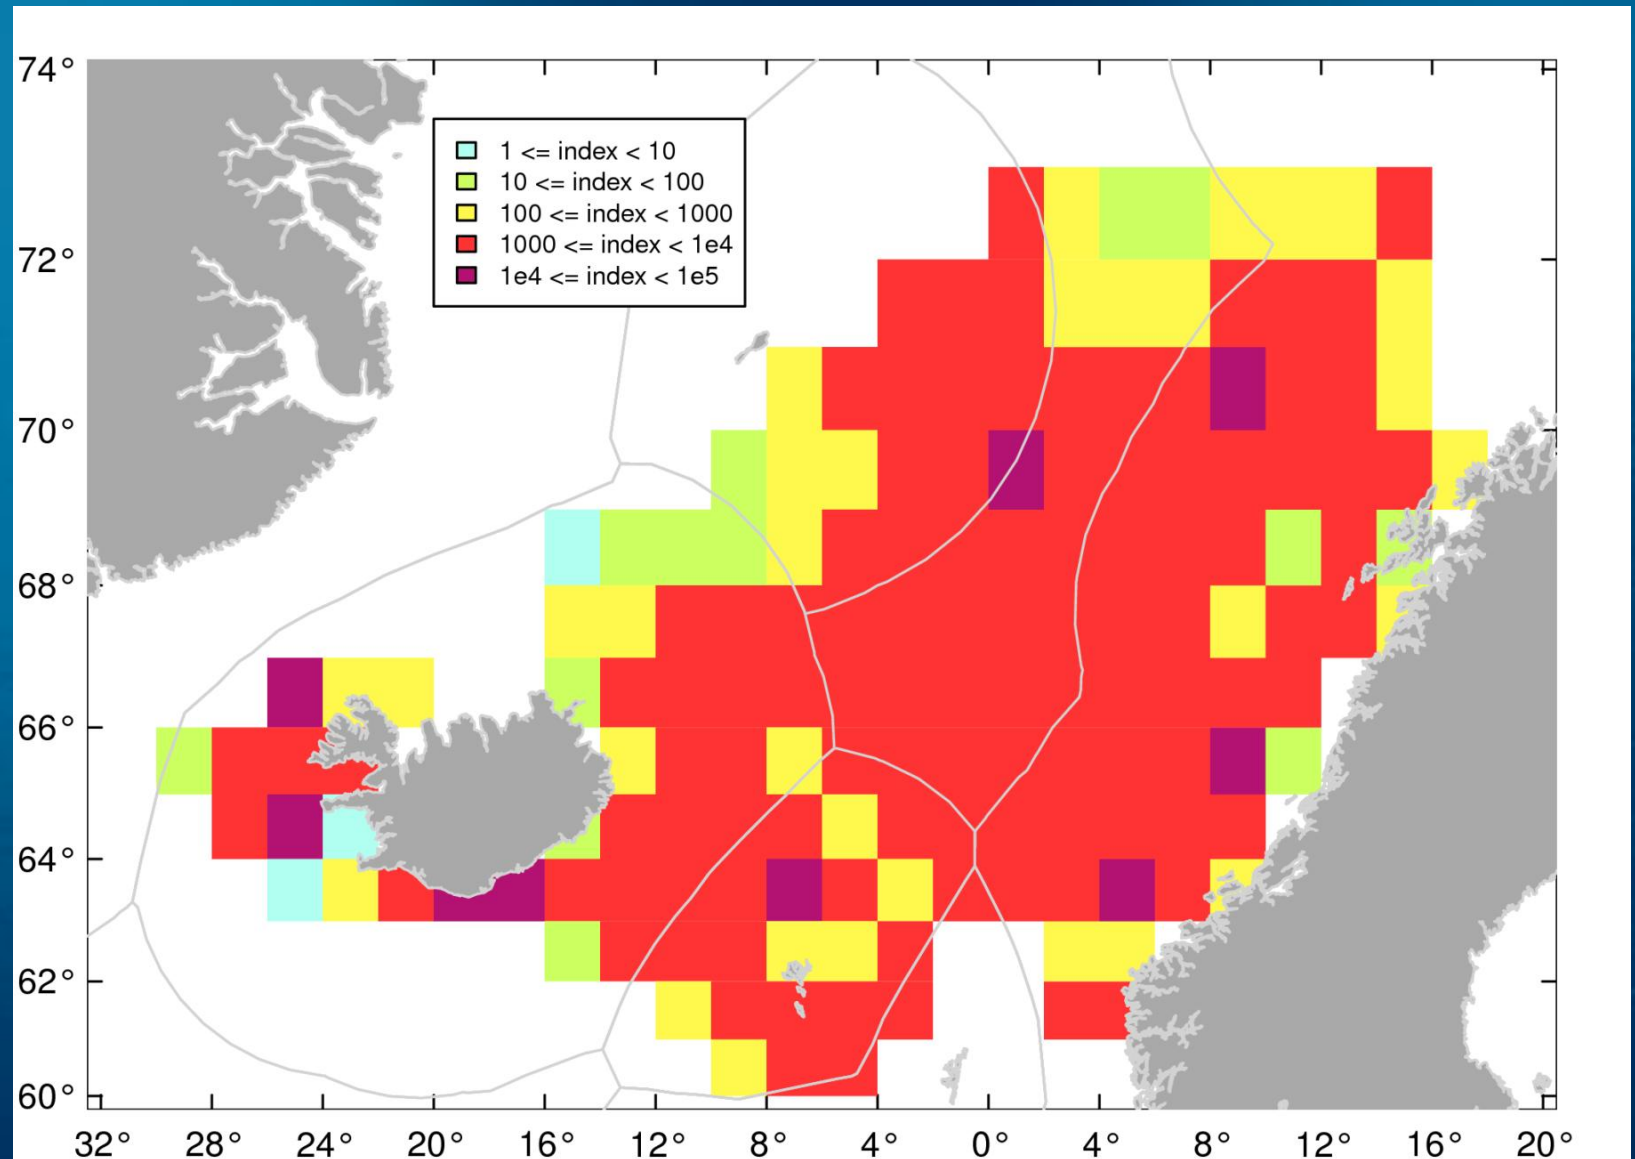 74°
72°
70°
68°
66°
64°
62°
60°
1 <= index < 10
10 <= index < 100
100 <= index < 1000
1000 <= index < 1e4
1e4 <= index < 1e5
32° 28° 24° 20° 16° 12° 8° 4° 0° 4° 8° 12° 16° 20°